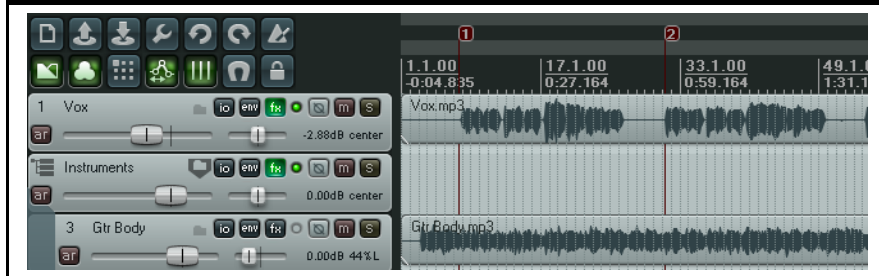 1 2
1.1.00 17.1.00 33.1.00 49.1.0
-0:04.835 0:27.164 0:59.164 1:31.1
1 Vox io env fx m s
ar -2.88dB center
Vox.mp3
Instruments io env fx m s
ar 0.00dB center
3 Gtr Body io env fx m s
ar 0.00dB 44%L
Gtr Body.mp3